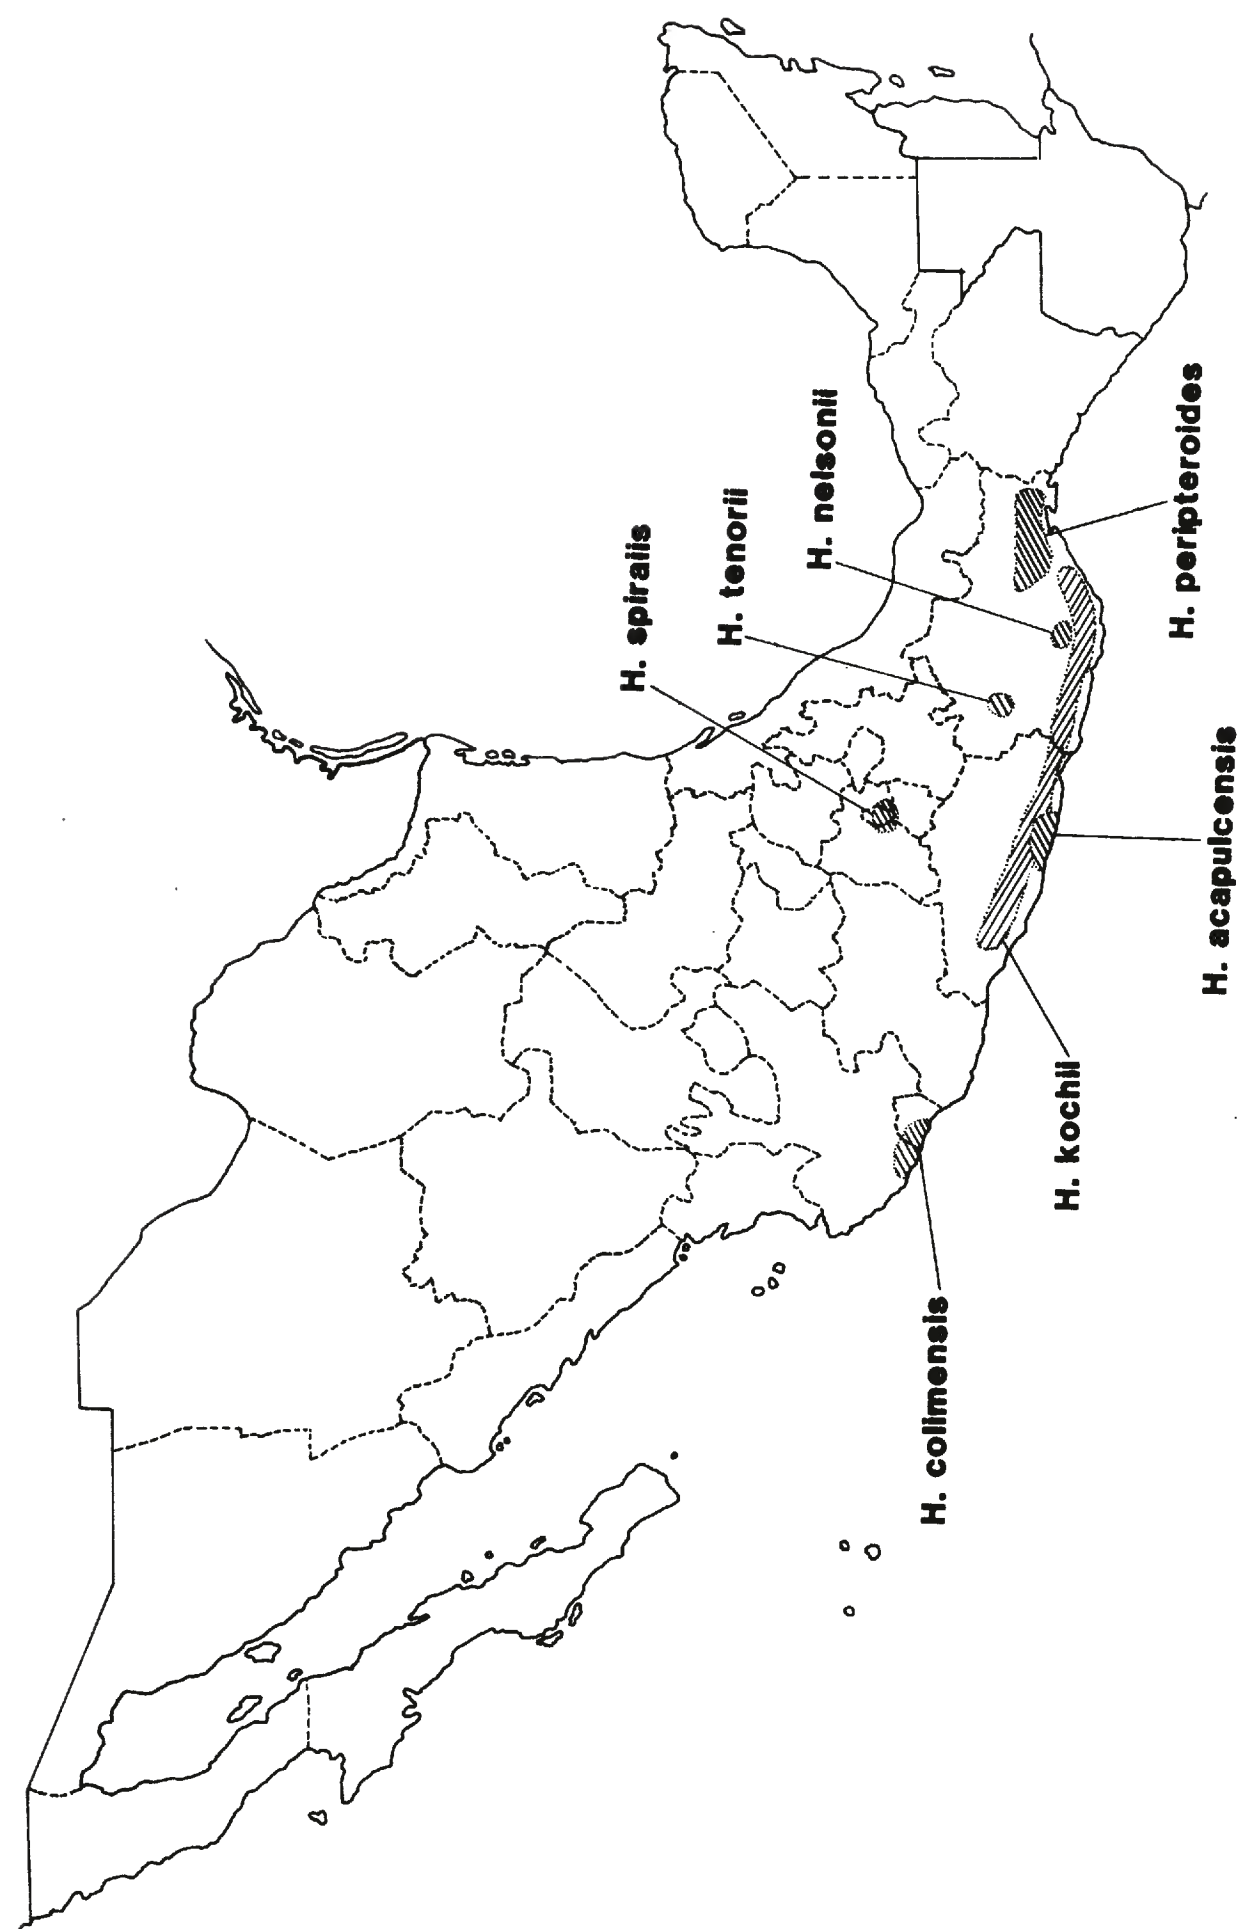 H. spiralis
H. tenorii
H. nelsonii
H. peripteroides
H. acapulcensis
H. kochii
H. colimensis